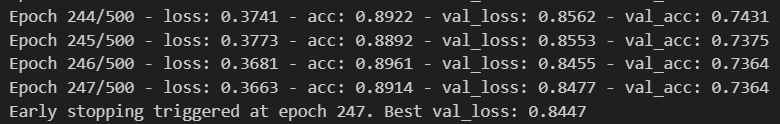 Epoch 244/500 - loss: 0.3741 - acc: 0.8922 - val_loss: 0.8562 - val_acc: 0.7431
Epoch 245/500 - loss: 0.3773 - acc: 0.8892 - val_loss: 0.8553 - val_acc: 0.7375
Epoch 246/500 - loss: 0.3681 - acc: 0.8961 - val_loss: 0.8455 - val_acc: 0.7364
Epoch 247/500 - loss: 0.3663 - acc: 0.8914 - val_loss: 0.8477 - val_acc: 0.7364
Early stopping triggered at epoch 247. Best val_loss: 0.8447